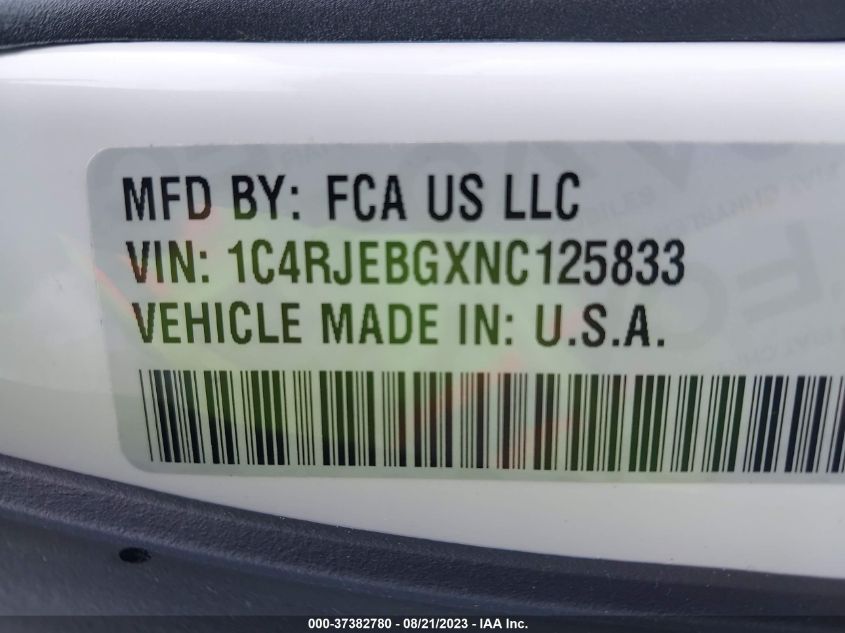 MFD BY: FCA US LLC
VIN: 1C4RJEBGXNC125833
VEHICLE MADE IN: U.S.A.
000-37382780 - 08/21/2023 - IAA Inc.